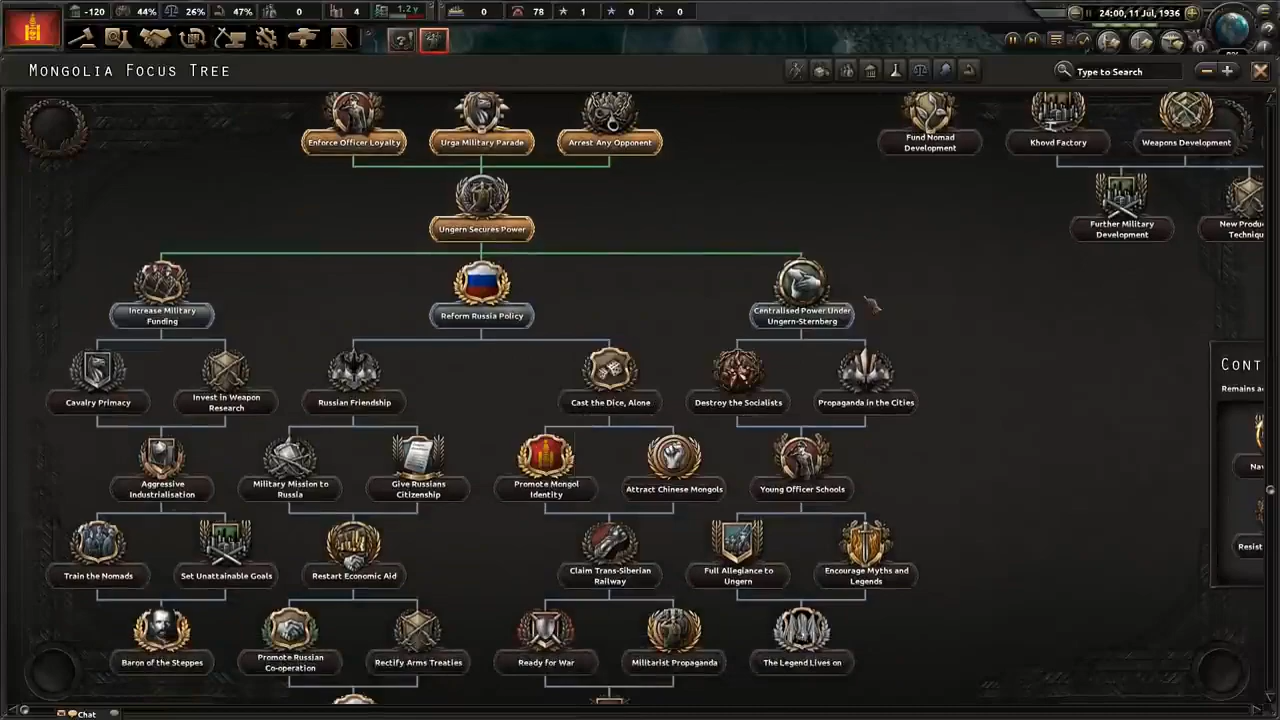 -120
44%
26%
47%
0
4
1.2 y
0
78
1
0
0
24:00, 11 Jul, 1936
Mongolia Focus Tree
Type to Search
Enforce Officer Loyalty
Urga Military Parade
Arrest Any Opponent
Fund Nomad
Development
Khovd Factory
Weapons Development
Ungern Secures Power
Further Military
Development
New Produ
Techniqu
Increase Military
Funding
Reform Russia Policy
Centralised Power Under
Ungern-Sternberg
Cont
Remains a
Cavalry Primacy
Invest in Weapon
Research
Russian Friendship
Cast the Dice, Alone
Destroy the Socialists
Propaganda in the Cities
Nav
Aggressive
Industrialisation
Military Mission to
Russia
Give Russians
Citizenship
Promote Mongol
Identity
Attract Chinese Mongols
Young Officer Schools
Resist
Train the Nomads
Set Unattainable Goals
Restart Economic Aid
Claim Trans-Siberian
Railway
Full Allegiance to
Ungern
Encourage Myths and
Legends
Baron of the Steppes
Promote Russian
Co-operation
Rectify Arms Treaties
Ready for War
Militarist Propaganda
The Legend Lives on
Chat